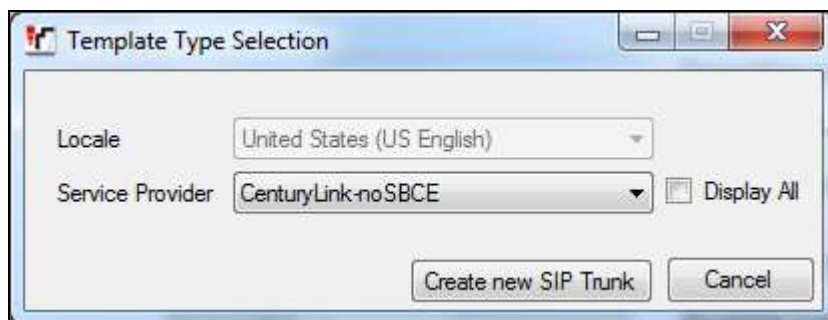 Template Type Selection
Locale United States (US English)
Service Provider CenturyLink-noSBCE Display All
Create new SIP Trunk Cancel